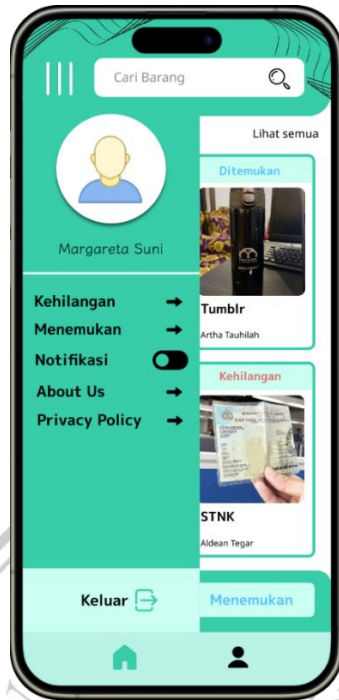 Cari Barang
Lihat semua
Margareta Suni
Kehilangan
Menemukan
Notifikasi
About Us
Privacy Policy
Keluar
Ditemukan
Tumblr
Artha Tauhilah
Kehilangan
STNK
Aldean Tegar
Menemukan